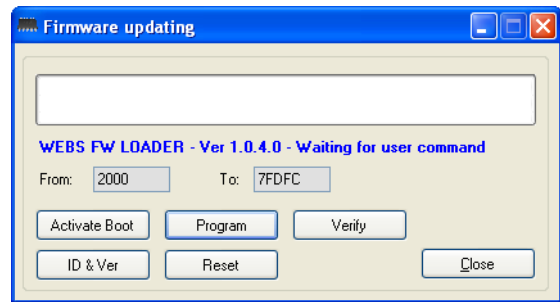 Firmware updating
WEBS FW LOADER - Ver 1.0.4.0 - Waiting for user command
From: 2000 To: 7FDFC
Activate Boot Program Verify
ID & Ver Reset Close